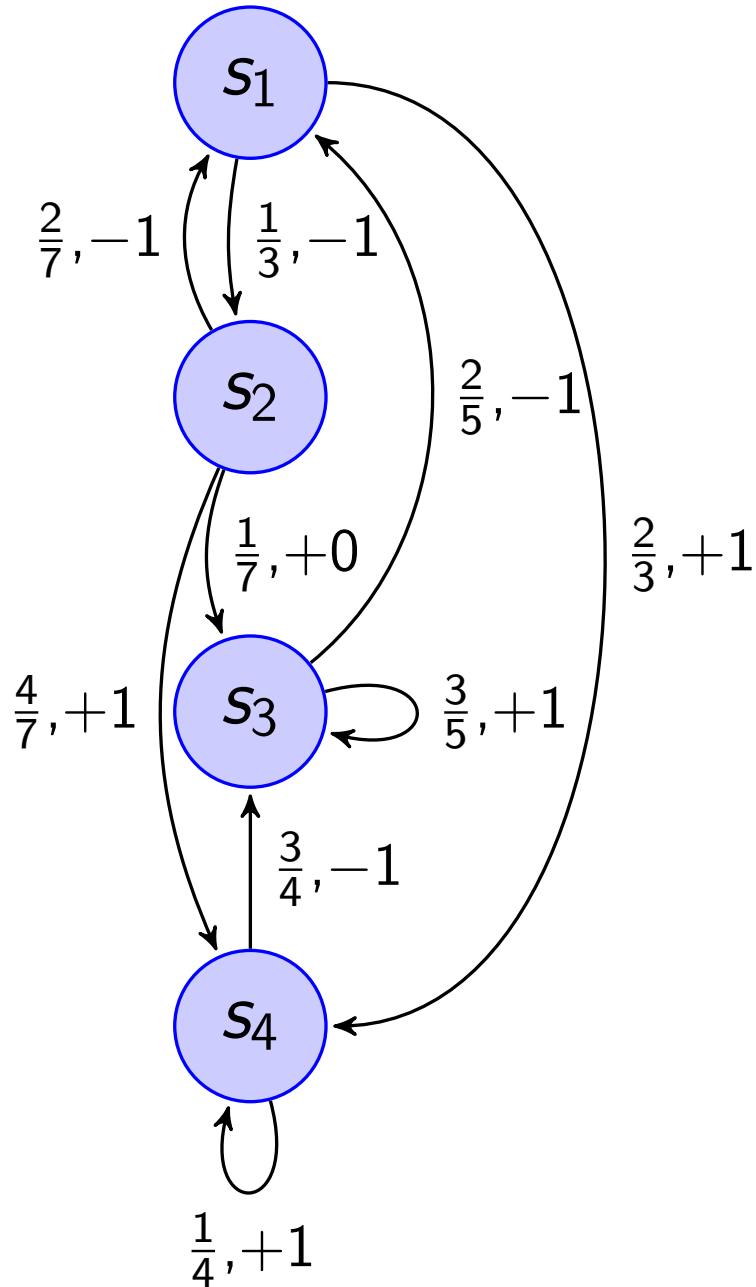 s1
2/7, −1
1/3, −1
s2
2/5, −1
1/7, +0
2/3, +1
4/7, +1
s3
3/5, +1
3/4, −1
s4
1/4, +1